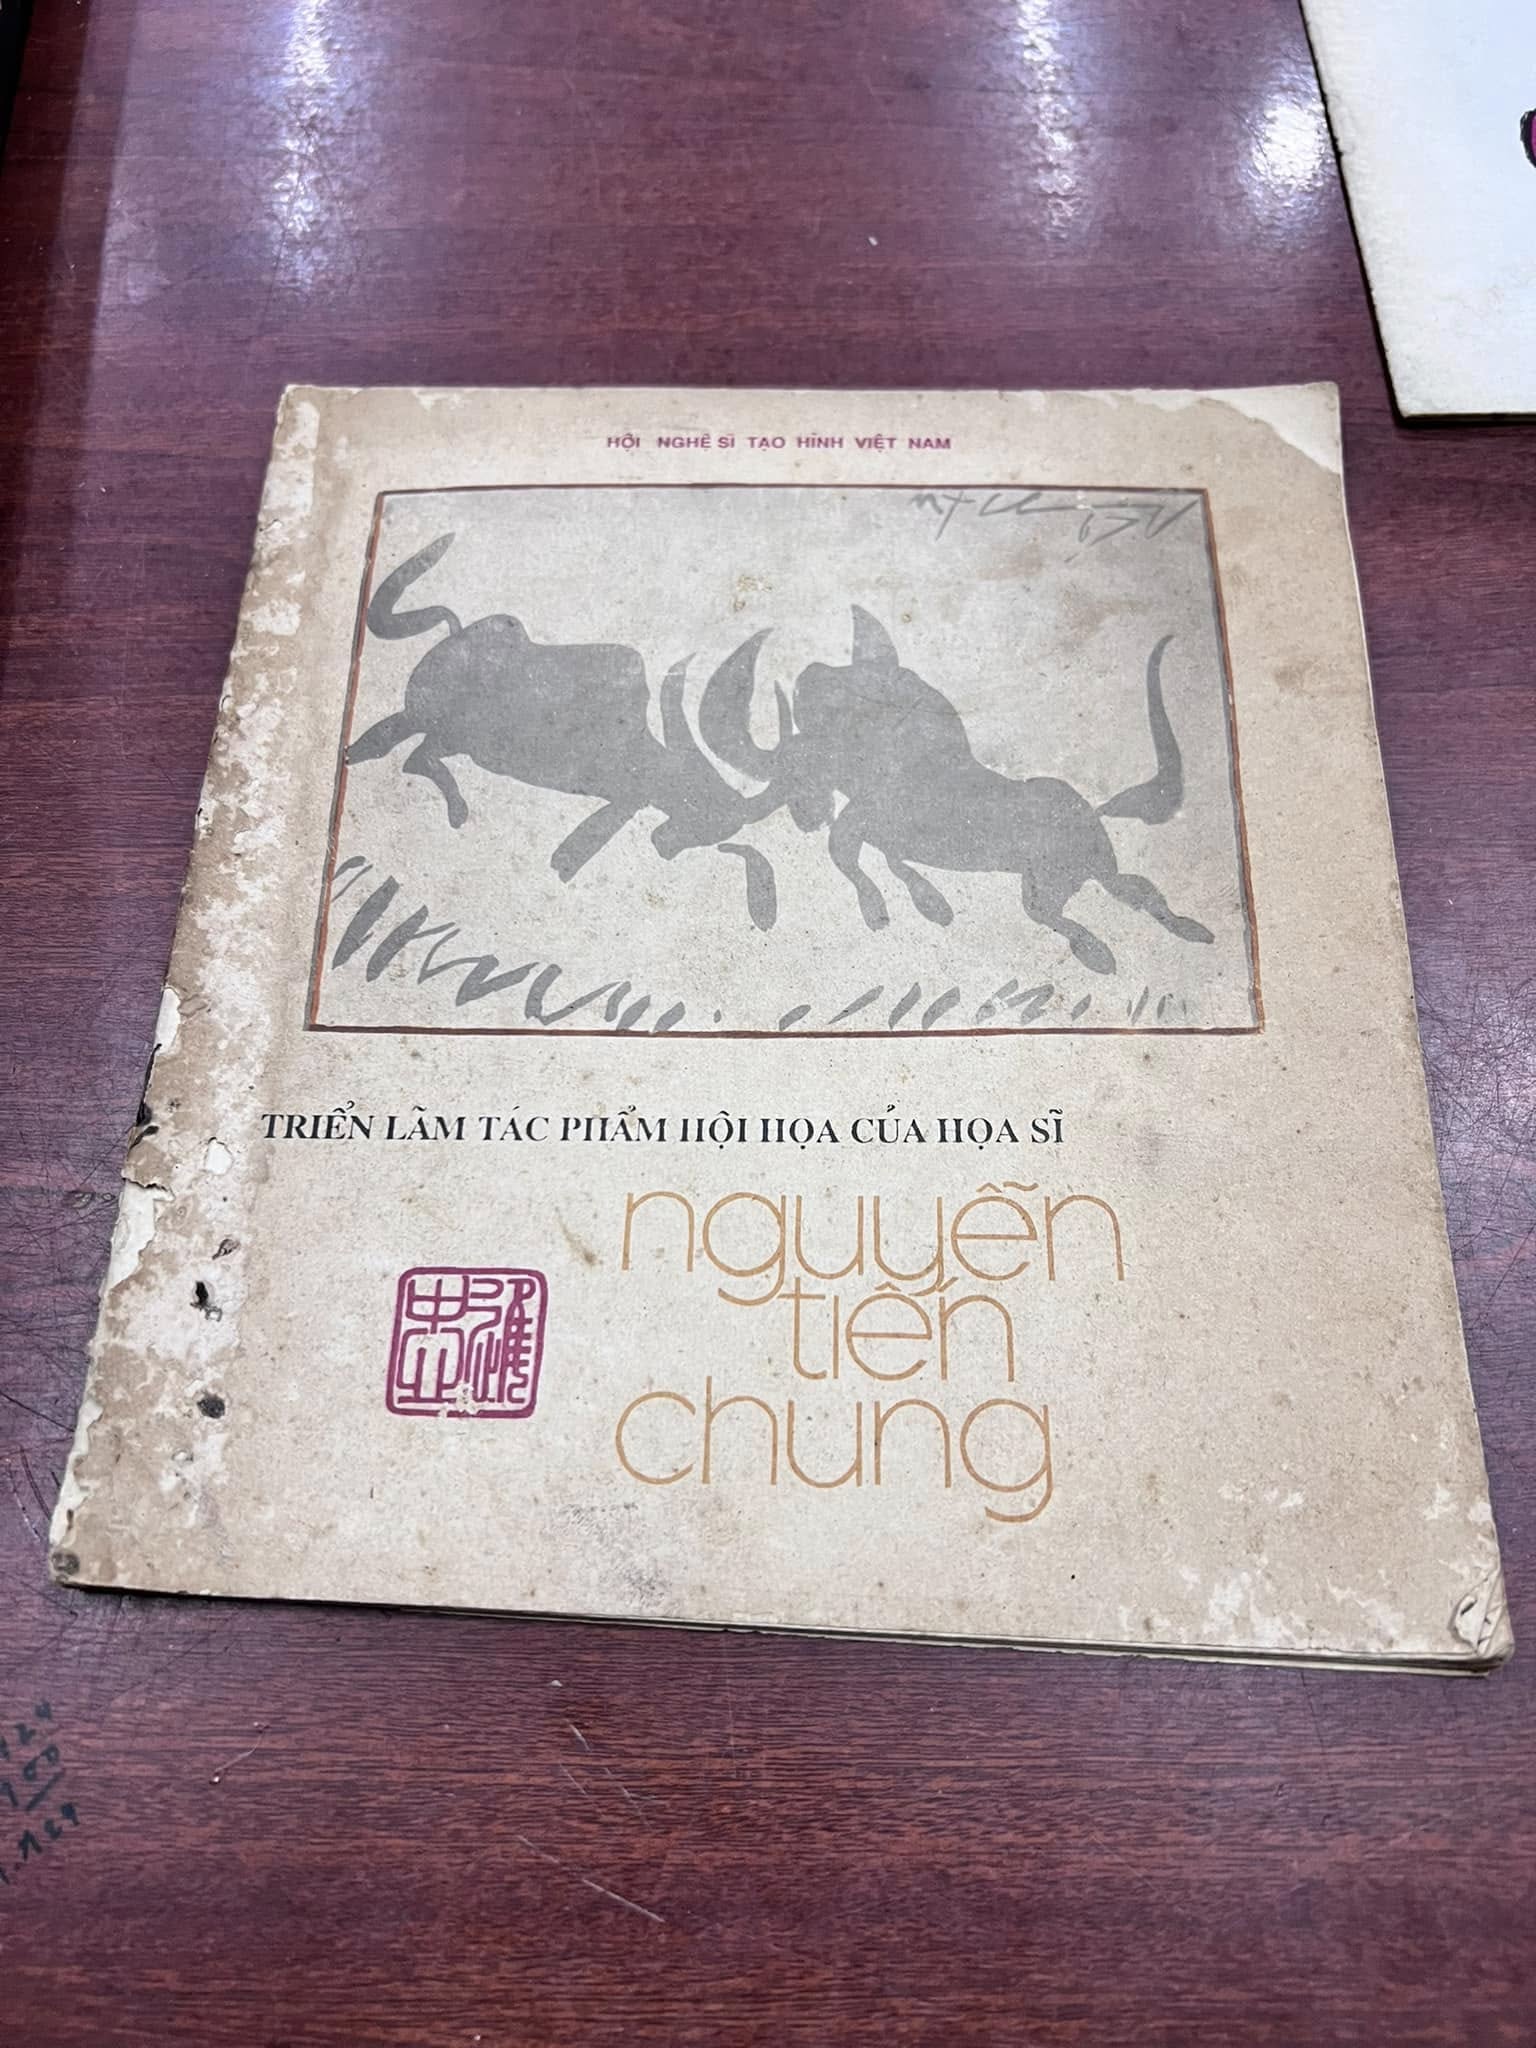 HỘI NGHỆ SĨ TẠO HÌNH VIỆT NAM
TRIỂN LÃM TÁC PHẨM HỘI HỌA CỦA HỌA SĨ
nguyễn
tiến
chung